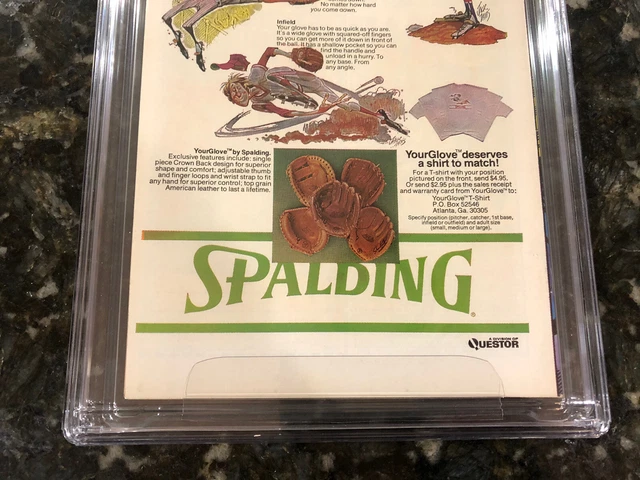 No matter how hard
you come down.
Infield
Your glove has to be as quick as you are.
It's a wide glove with squared-off fingers
so you can get more of it down in front of
the ball. It has a shallow pocket so you can
find the handle and
unload in a hurry. To
any base. From
any angle.
YourGlove™ by Spalding.
Exclusive features include: single
piece Crown Back design for superior
shape and comfort; adjustable thumb
and finger loops and wrist strap to fit
any hand for superior control; top grain
American leather to last a lifetime.
YourGlove™ deserves
a shirt to match!
For a T-shirt with your position
pictured on the front, send $4.95.
Or send $2.95 plus the sales receipt
and warranty card from YourGlove™ to:
YourGlove™ T-Shirt
P.O. Box 52546
Atlanta, Ga. 30305
Specify position (pitcher, catcher, 1st base,
infield or outfield) and adult size
(small, medium or large).
SPALDING®
A DIVISION OF
QUESTOR